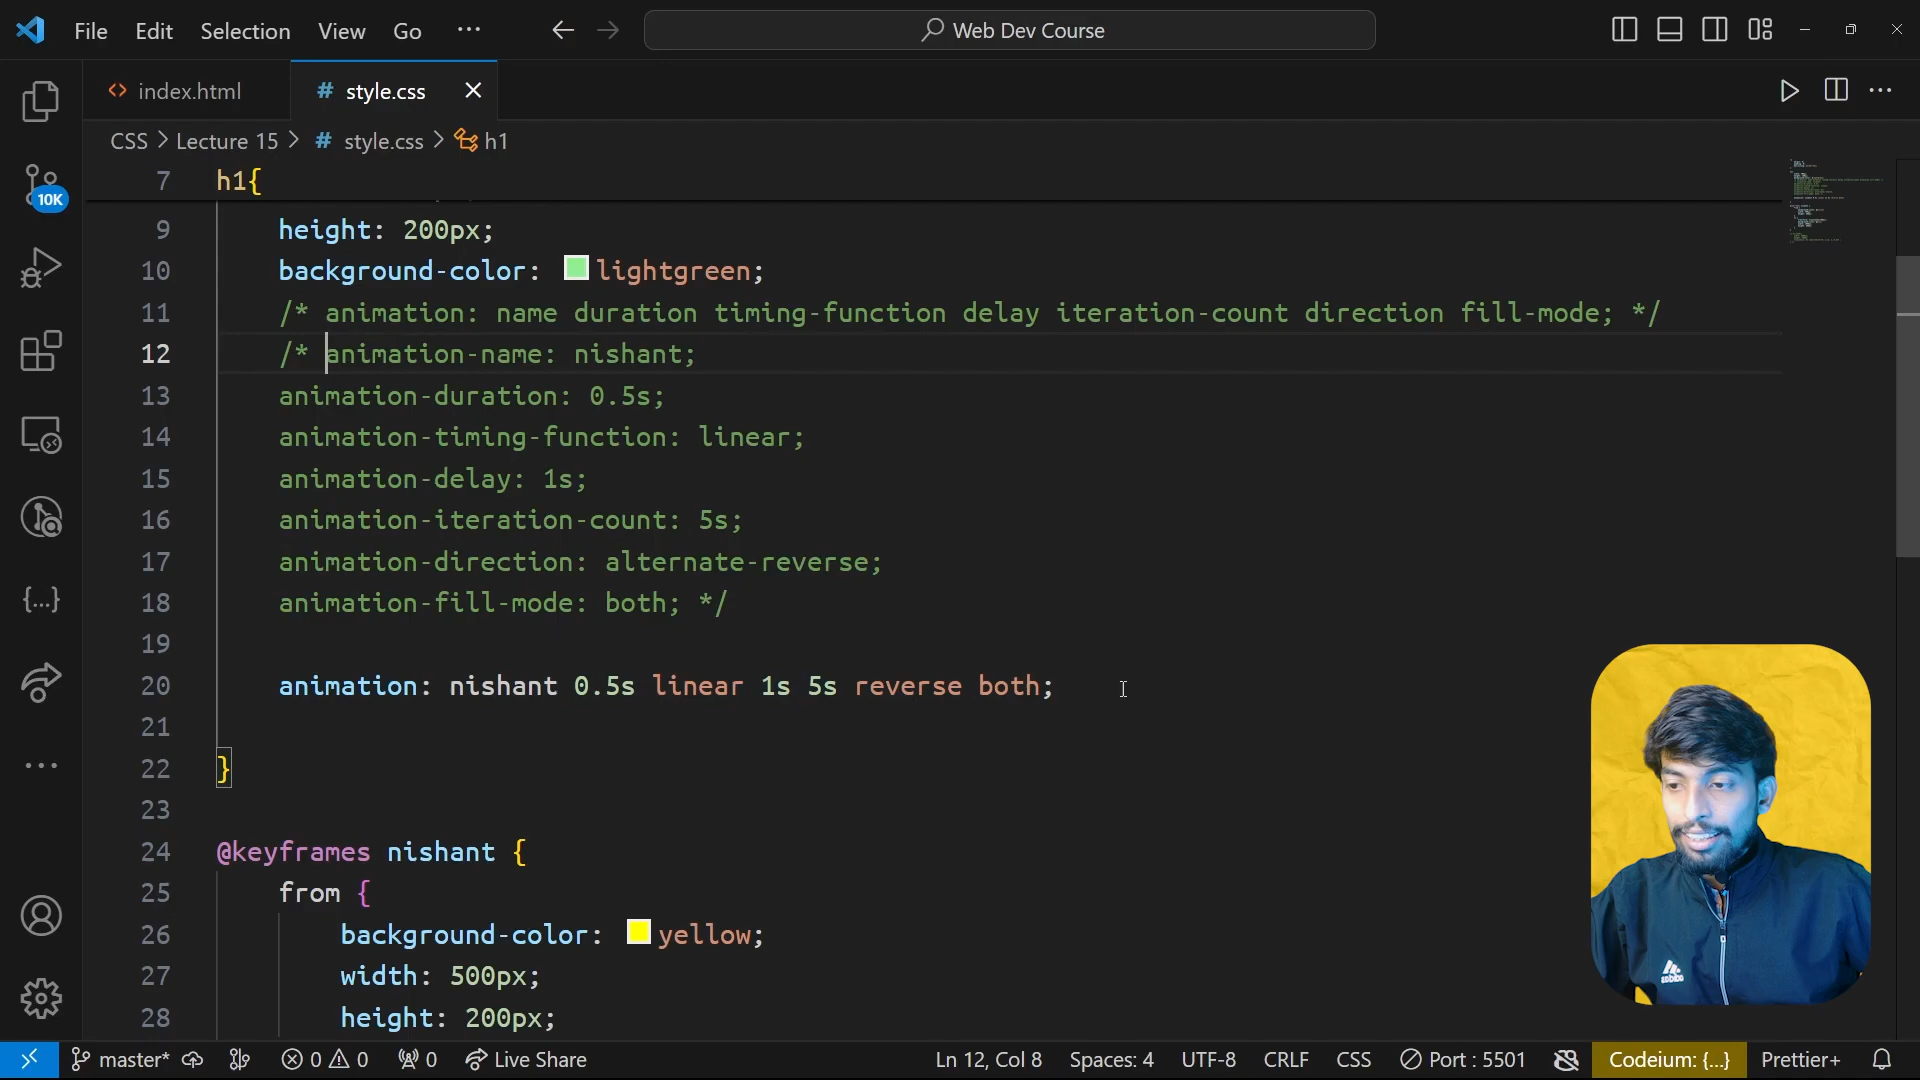 File Edit Selection View Go ··· Web Dev Course
index.html # style.css
CSS > Lecture 15 > # style.css > h1
7 h1{
9 height: 200px;
10 background-color: lightgreen;
11 /* animation: name duration timing-function delay iteration-count direction fill-mode; */
12 /* animation-name: nishant;
13 animation-duration: 0.5s;
14 animation-timing-function: linear;
15 animation-delay: 1s;
16 animation-iteration-count: 5s;
17 animation-direction: alternate-reverse;
18 animation-fill-mode: both; */
19
20 animation: nishant 0.5s linear 1s 5s reverse both;
21
22 }
23
24 @keyframes nishant {
25 from {
26 background-color: yellow;
27 width: 500px;
28 height: 200px;
10K
master* 0 0 0 Live Share Ln 12, Col 8 Spaces: 4 UTF-8 CRLF CSS Port : 5501 Codeium: {...} Prettier+